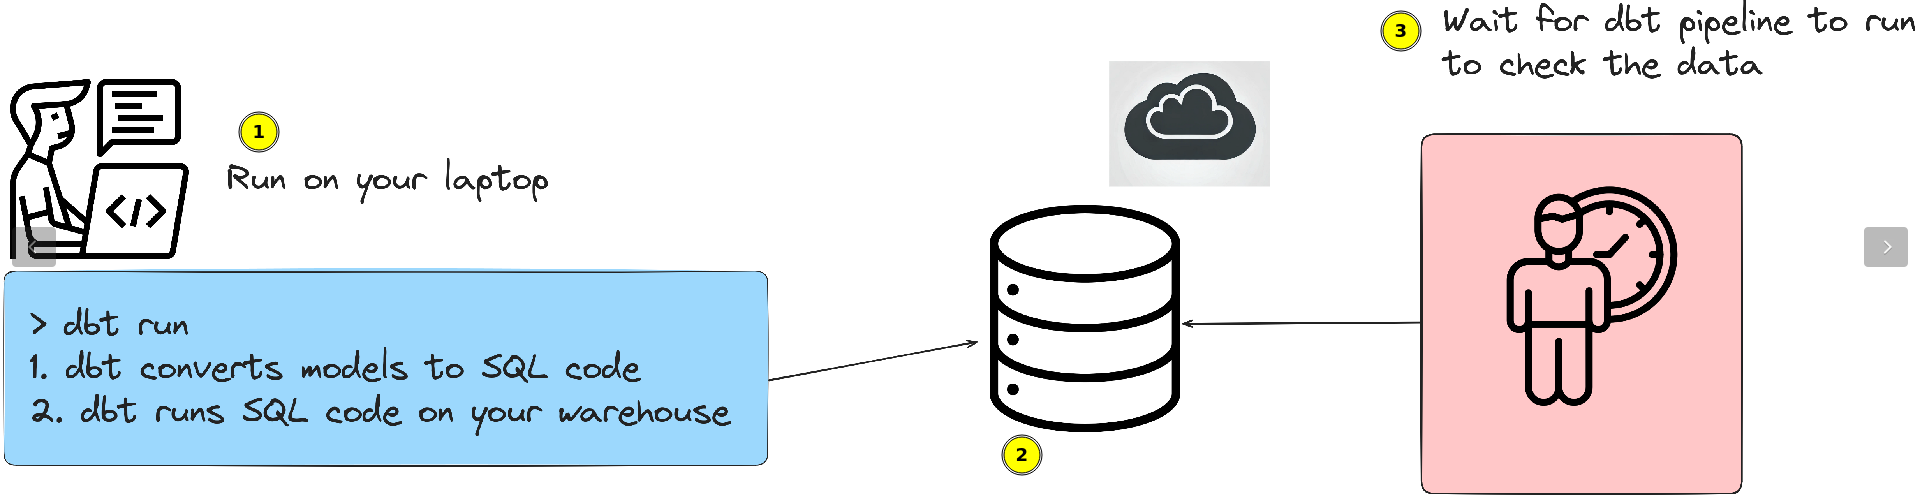 1
Run on your laptop
> dbt run
1. dbt converts models to SQL code
2. dbt runs SQL code on your warehouse
2
3
Wait for dbt pipeline to run
to check the data